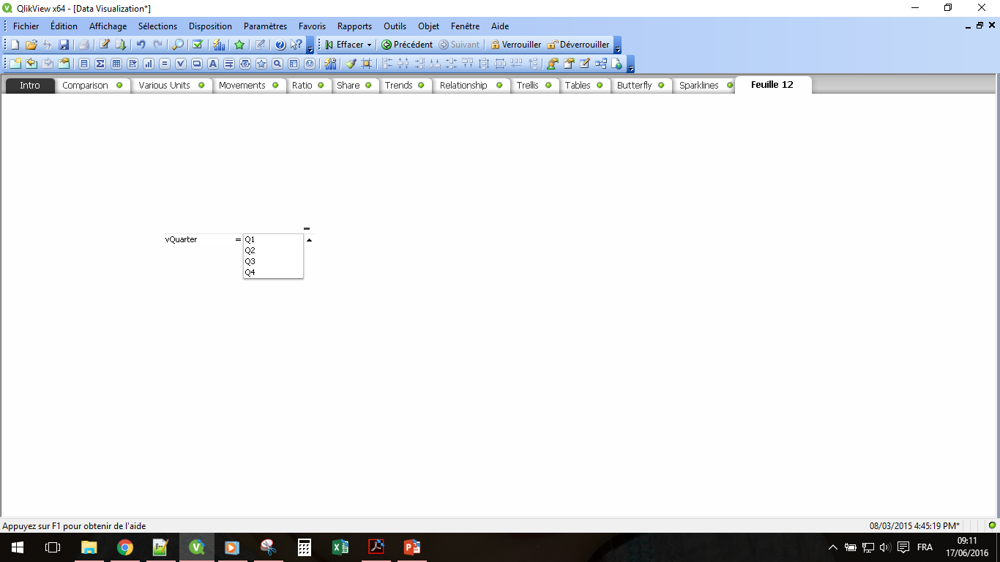 QlikView x64 - [Data Visualization*]
Fichier Édition Affichage Sélections Disposition Paramètres Favoris Rapports Outils Objet Fenêtre Aide
Effacer Précédent Suivant Verrouiller Déverrouiller
Intro Comparison Various Units Movements Ratio Share Trends Relationship Trellis Tables Butterfly Sparklines Feuille 12
vQuarter = Q1
Q2
Q3
Q4
Appuyez sur F1 pour obtenir de l'aide 08/03/2015 4:45:19 PM*
FRA 09:11
17/06/2016